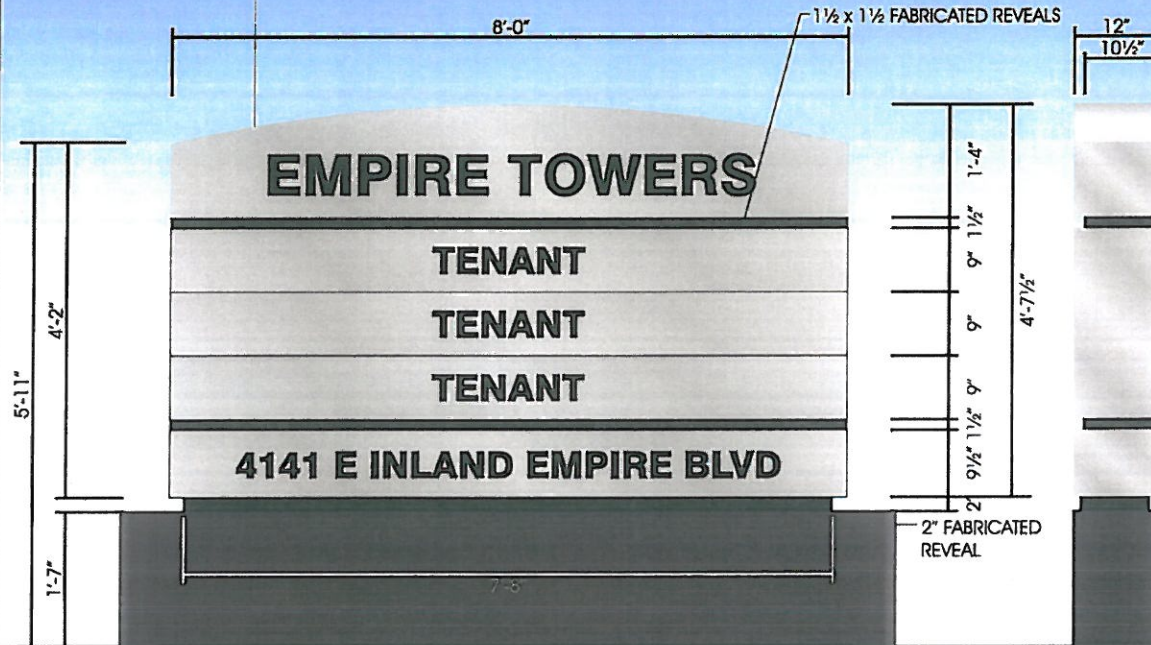 8'-0"
1½ x 1½ FABRICATED REVEALS
12"
10½"
EMPIRE TOWERS
TENANT
TENANT
TENANT
4141 E INLAND EMPIRE BLVD
5'-11"
4'-2"
1'-7"
1'-4"
1½"
9"
9"
9"
1½"
9½"
2"
4'-7½"
2" FABRICATED
REVEAL